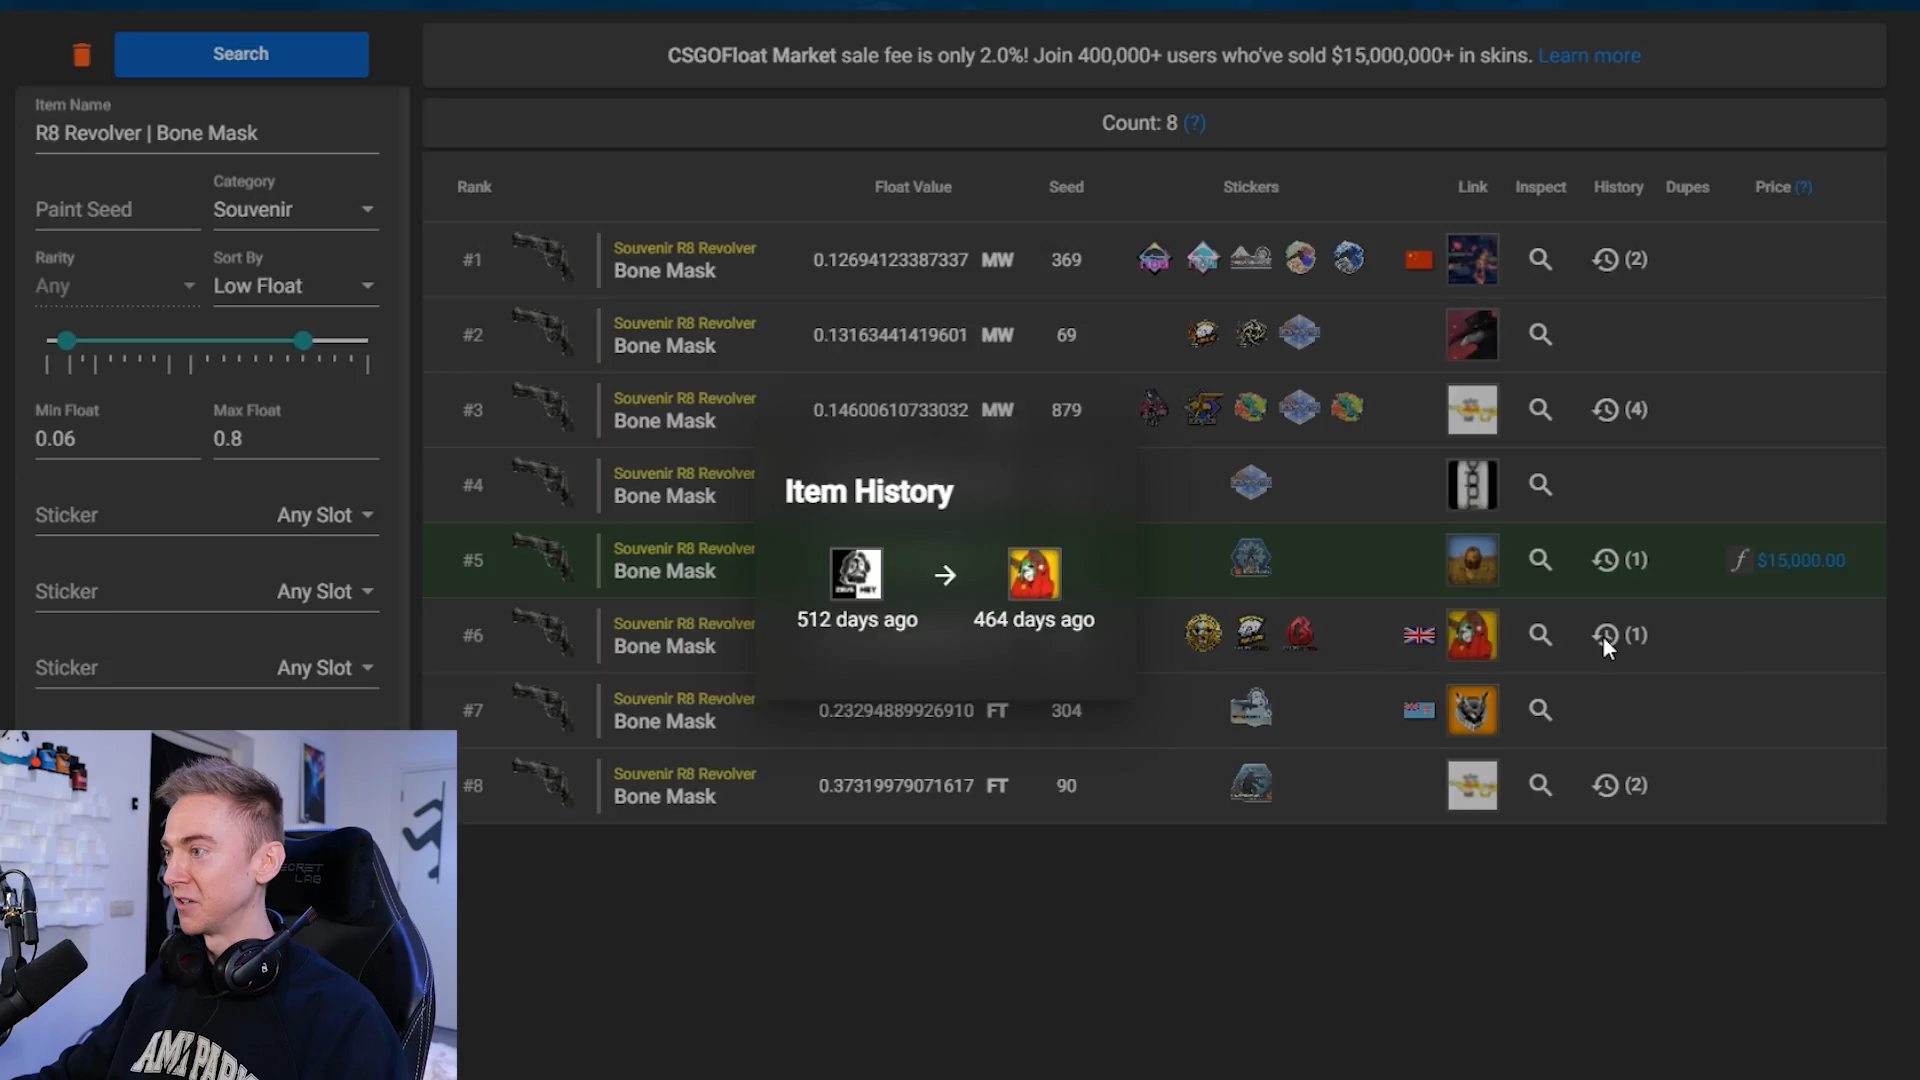 Search
CSGOFloat Market sale fee is only 2.0%! Join 400,000+ users who've sold $15,000,000+ in skins. Learn more
Item Name
R8 Revolver | Bone Mask
Count: 8 (?)
Paint Seed
Category
Souvenir
Rarity
Any
Sort By
Low Float
Min Float
0.06
Max Float
0.8
Sticker Any Slot
Sticker Any Slot
Sticker Any Slot
Rank Float Value Seed Stickers Link Inspect History Dupes Price (?)
#1 Souvenir R8 Revolver
Bone Mask 0.12694123387337 MW 369 (2)
#2 Souvenir R8 Revolver
Bone Mask 0.13163441419601 MW 69
#3 Souvenir R8 Revolver
Bone Mask 0.14600610733032 MW 879 (4)
#4 Souvenir R8 Revolver
Bone Mask
#5 Souvenir R8 Revolver
Bone Mask (1) $15,000.00
#6 Souvenir R8 Revolver
Bone Mask (1)
#7 Souvenir R8 Revolver
Bone Mask 0.23294889926910 FT 304
#8 Souvenir R8 Revolver
Bone Mask 0.37319979071617 FT 90 (2)
Item History
512 days ago
464 days ago
SECRET
LAB